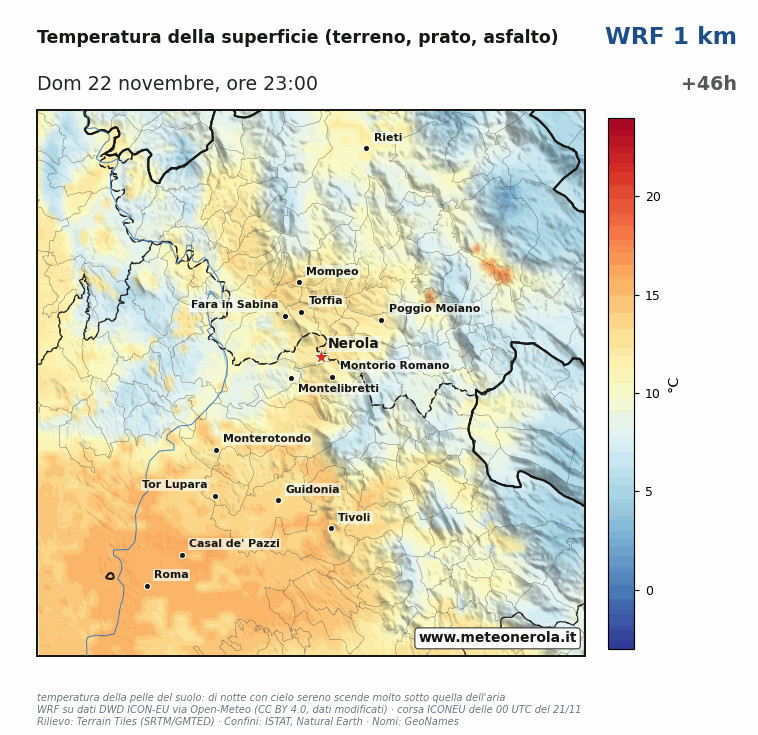 Temperatura della superficie (terreno, prato, asfalto)
WRF 1 km
Dom 22 novembre, ore 23:00
+46h
Rieti
Mompeo
Fara in Sabina
Toffia
Poggio Moiano
Nerola
Montorio Romano
Montelibretti
Monterotondo
Tor Lupara
Guidonia
Tivoli
Casal de' Pazzi
Roma
www.meteonerola.it
20
15
10
5
0
°C
temperatura della pelle del suolo: di notte con cielo sereno scende molto sotto quella dell'aria
WRF su dati DWD ICON-EU via Open-Meteo (CC BY 4.0, dati modificati) · corsa ICONEU delle 00 UTC del 21/11
Rilievo: Terrain Tiles (SRTM/GMTED) · Confini: ISTAT, Natural Earth · Nomi: GeoNames